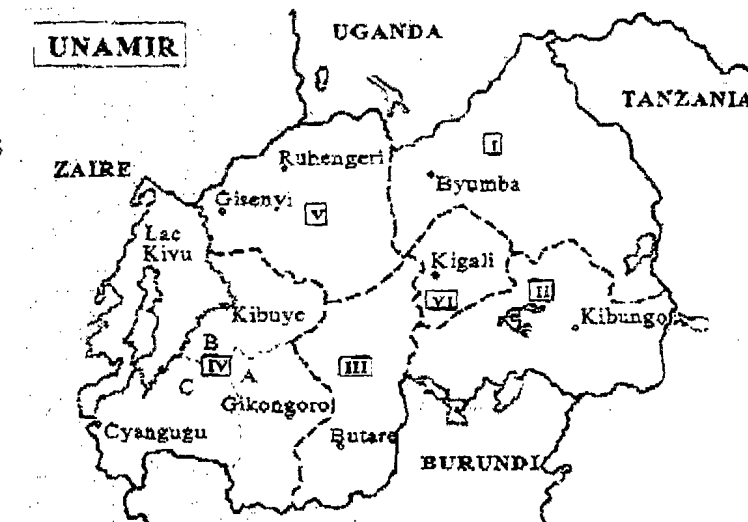 UNAMIR
UGANDA
TANZANIA
ZAIRE
Ruhengeri
I
Byumba
Gisenyi
V
Lac
Kivu
Kigali
VI
II
Kibuye
Kibungo
B
IV
III
A
C
Gikongoro
Cyangugu
Butare
BURUNDI